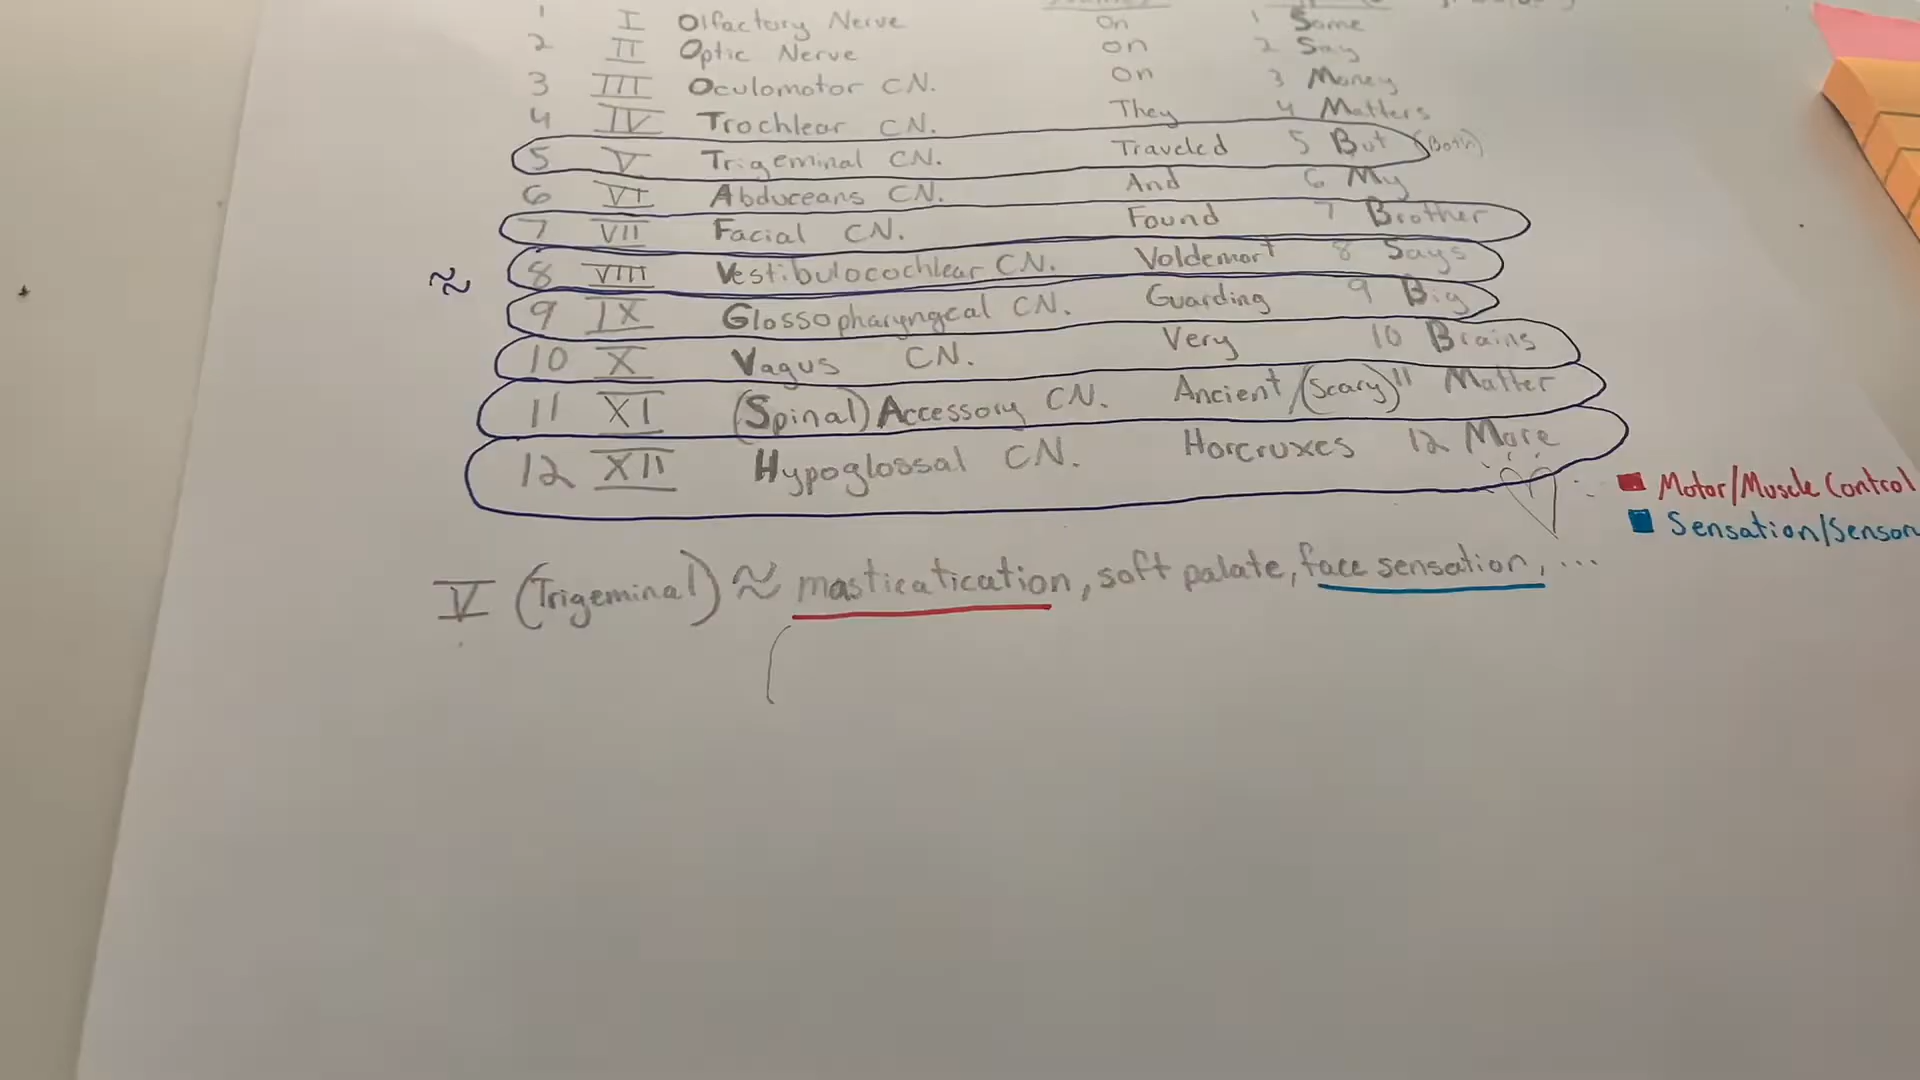 1 I Olfactory Nerve On 1 Some
2 II Optic Nerve on 2 Say
3 III Oculomotor CN. On 3 Money
4 IV Trochlear CN. They 4 Matters
5 V Trigeminal CN. Traveled 5 But (Both)
6 VI Abduceans CN. And 6 My
7 VII Facial CN. Found 7 Brother
≈ 8 VIII Vestibulocochlear CN. Voldemort 8 Says
9 IX Glossopharyngeal CN. Guarding 9 Big
10 X Vagus CN. Very 10 Brains
11 XI (Spinal) Accessory CN. Ancient/(Scary) 11 Matter
12 XII Hypoglossal CN. Horcruxes 12 More
Motor/Muscle Control
Sensation/Sensor
V (Trigeminal) ≈ masticatication, soft palate, face sensation, ...